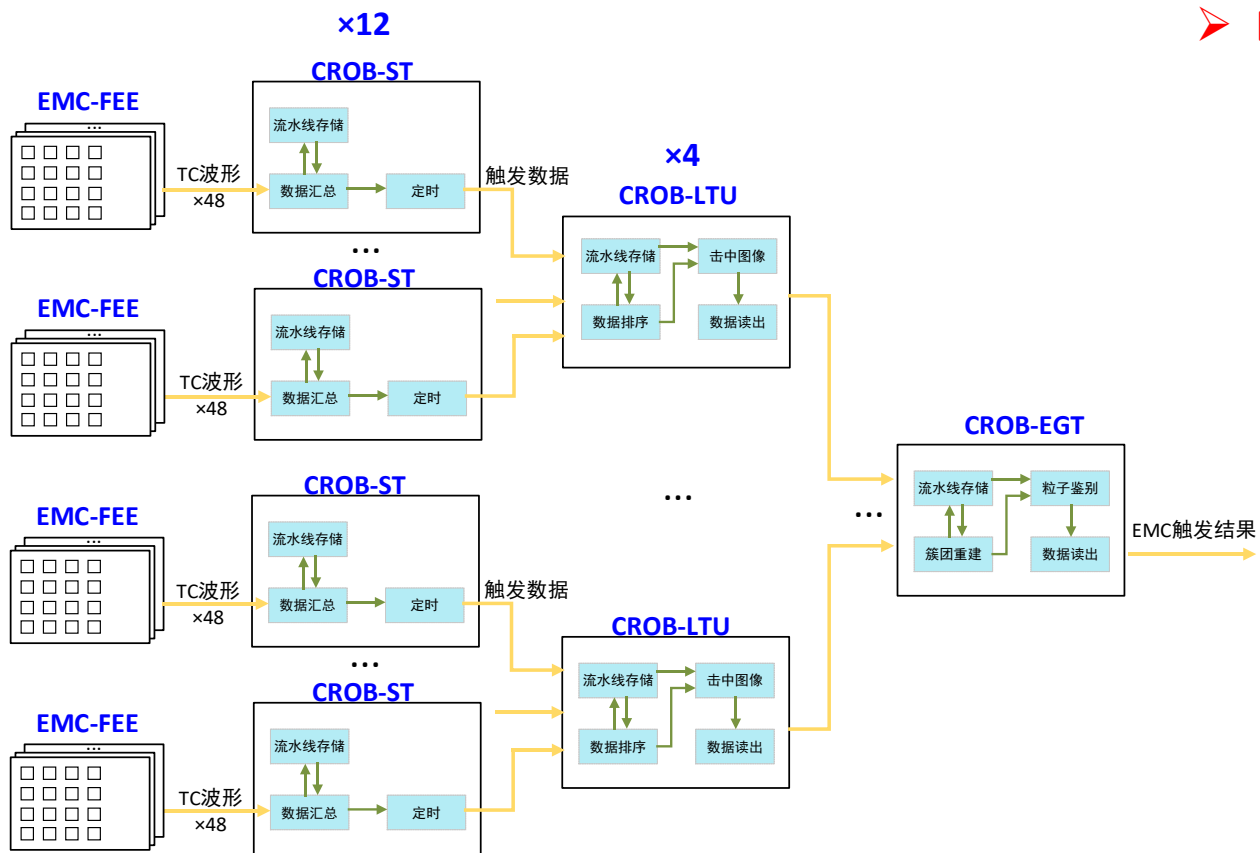 ×12
CROB-ST
EMC-FEE
...
流水线存储
TC波形
×48
数据汇总
定时
触发数据
...
CROB-ST
EMC-FEE
...
流水线存储
TC波形
×48
数据汇总
定时
×4
CROB-LTU
流水线存储
击中图像
数据排序
数据读出
CROB-ST
EMC-FEE
...
流水线存储
TC波形
×48
数据汇总
定时
触发数据
...
CROB-ST
EMC-FEE
...
流水线存储
TC波形
×48
数据汇总
定时
...
CROB-LTU
流水线存储
击中图像
数据排序
数据读出
...
CROB-EGT
流水线存储
粒子鉴别
簇团重建
数据读出
EMC触发结果